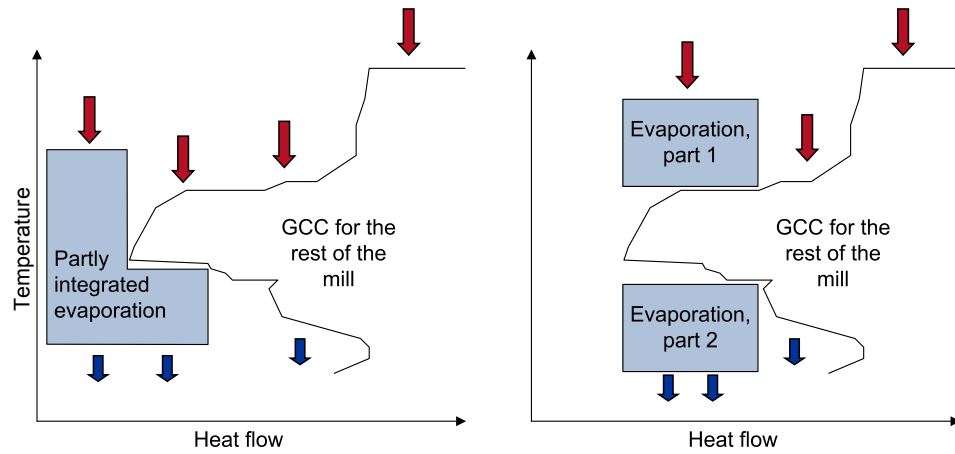 Temperature
Partly
integrated
evaporation
GCC for the
rest of the
mill
Heat flow
Evaporation,
part 1
GCC for the
rest of the
mill
Evaporation,
part 2
Heat flow